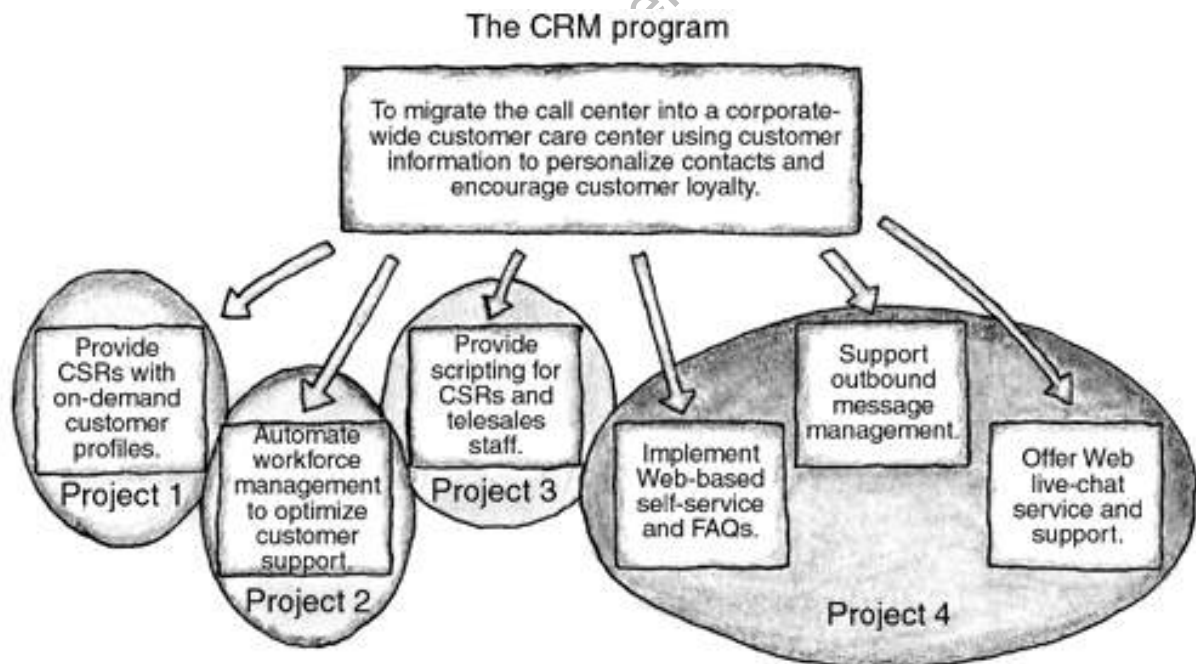 The CRM program
To migrate the call center into a corporate-
wide customer care center using customer
information to personalize contacts and
encourage customer loyalty.
Provide
CSRs with
on-demand
customer
profiles.
Project 1
Automate
workforce
management
to optimize
customer
support.
Project 2
Provide
scripting for
CSRs and
telesales
staff.
Project 3
Implement
Web-based
self-service
and FAQs.
Support
outbound
message
management.
Offer Web
live-chat
service and
support.
Project 4